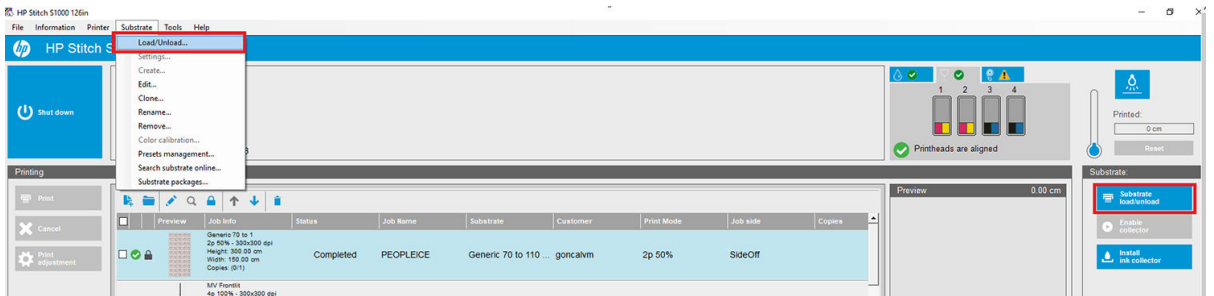 HP Stitch S1000 126in
File Information Printer Substrate Tools Help
hp HP Stitch S
Load/Unload...
Settings...
Create...
Edit...
Clone...
Rename...
Remove...
Color calibration...
Presets management...
Search substrate online...
Substrate packages...
Shut down
1 2 3 4
Printheads are aligned
Printed:
0 cm
Reset
Printing
Print
Cancel
Print
adjustment
Preview Job Info Status Job Name Substrate Customer Print Mode Job side Copies
Generic 70 to 1
2p 50% - 300x300 dpi
Height: 300.00 cm
Width: 150.00 cm
Copies: (0/1)
Completed PEOPLEICE Generic 70 to 110 ... goncalvm 2p 50% SideOff
MV Frontlit
4p 100% - 300x300 dpi
Preview 0.00 cm
Substrate:
Substrate
load/unload
Enable
collector
Install
ink collector